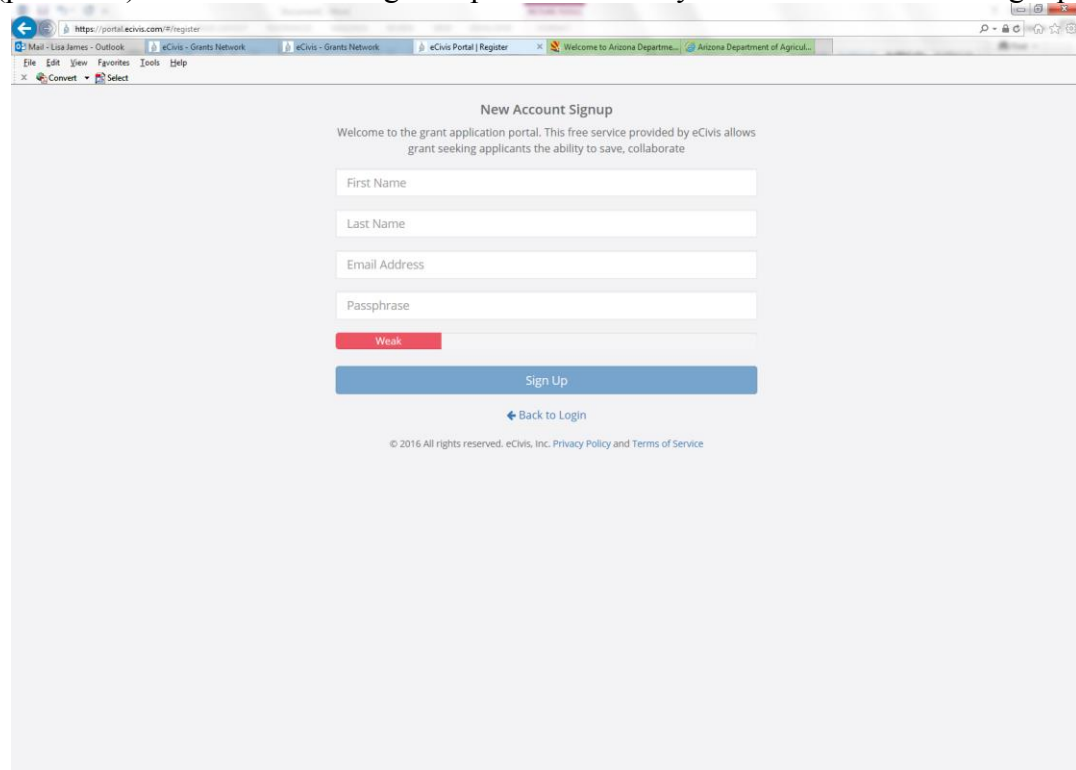 https://portal.ecivis.com/#/register
Mail - Lisa James - Outlook
eCivis - Grants Network
eCivis - Grants Network
eCivis Portal | Register
Welcome to Arizona Departme...
Arizona Department of Agricul...
File Edit View Favorites Tools Help
Convert Select
New Account Signup
Welcome to the grant application portal. This free service provided by eCivis allows
grant seeking applicants the ability to save, collaborate
First Name
Last Name
Email Address
Passphrase
Weak
Sign Up
Back to Login
© 2016 All rights reserved. eCivis, Inc. Privacy Policy and Terms of Service